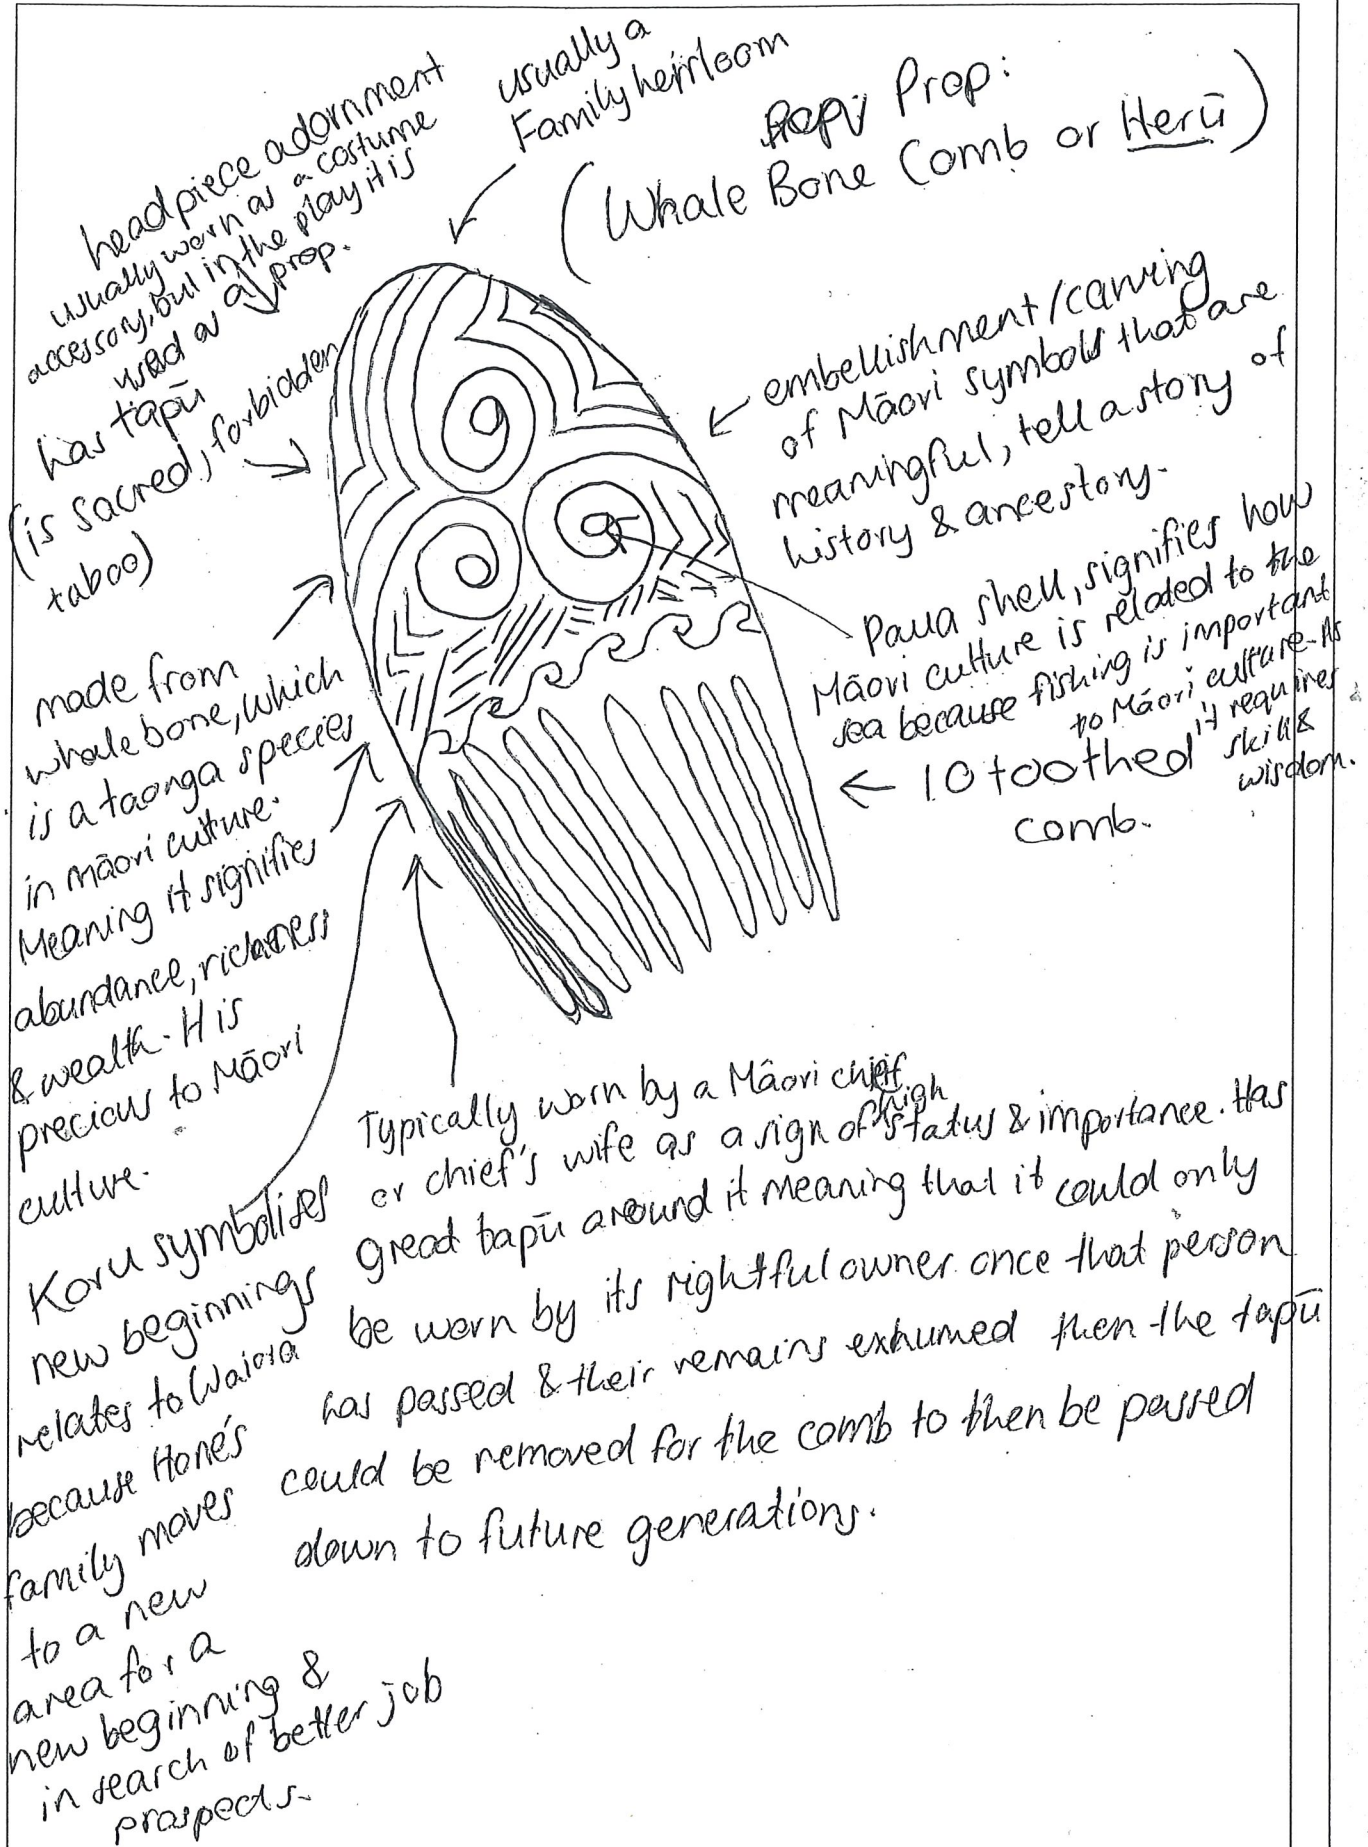 Prop:
(Whale Bone Comb or Herū)
usually a
Family heirloom
headpiece adornment
usually worn as a costume
accessory, but in the play it is
used as a prop.
has tapū
(is sacred, forbidden
taboo)
embellishment/carving
of Māori symbols that are
meaningful, tell a story of
history & ancestory.
Paua shell, signifies how
Māori culture is related to the
sea because fishing is important
to Māori culture. As
it requires
skill &
wisdom.
10 toothed
comb.
made from
whale bone, which
is a taonga species
in māori culture.
Meaning it signifies
abundance, richness
& wealth. It is
precious to Māori
culture.
Typically worn by a Māori chief
or chief's wife as a sign of high status & importance. Has
great tapū around it meaning that it could only
be worn by its rightful owner once that person
has passed & their remains exhumed then the tapū
could be removed for the comb to then be passed
down to future generations.
Koru symbolises
new beginnings
relates to Waiora
because Hone's
family moves
to a new
area for a
new beginning &
in search of better job
prospects.